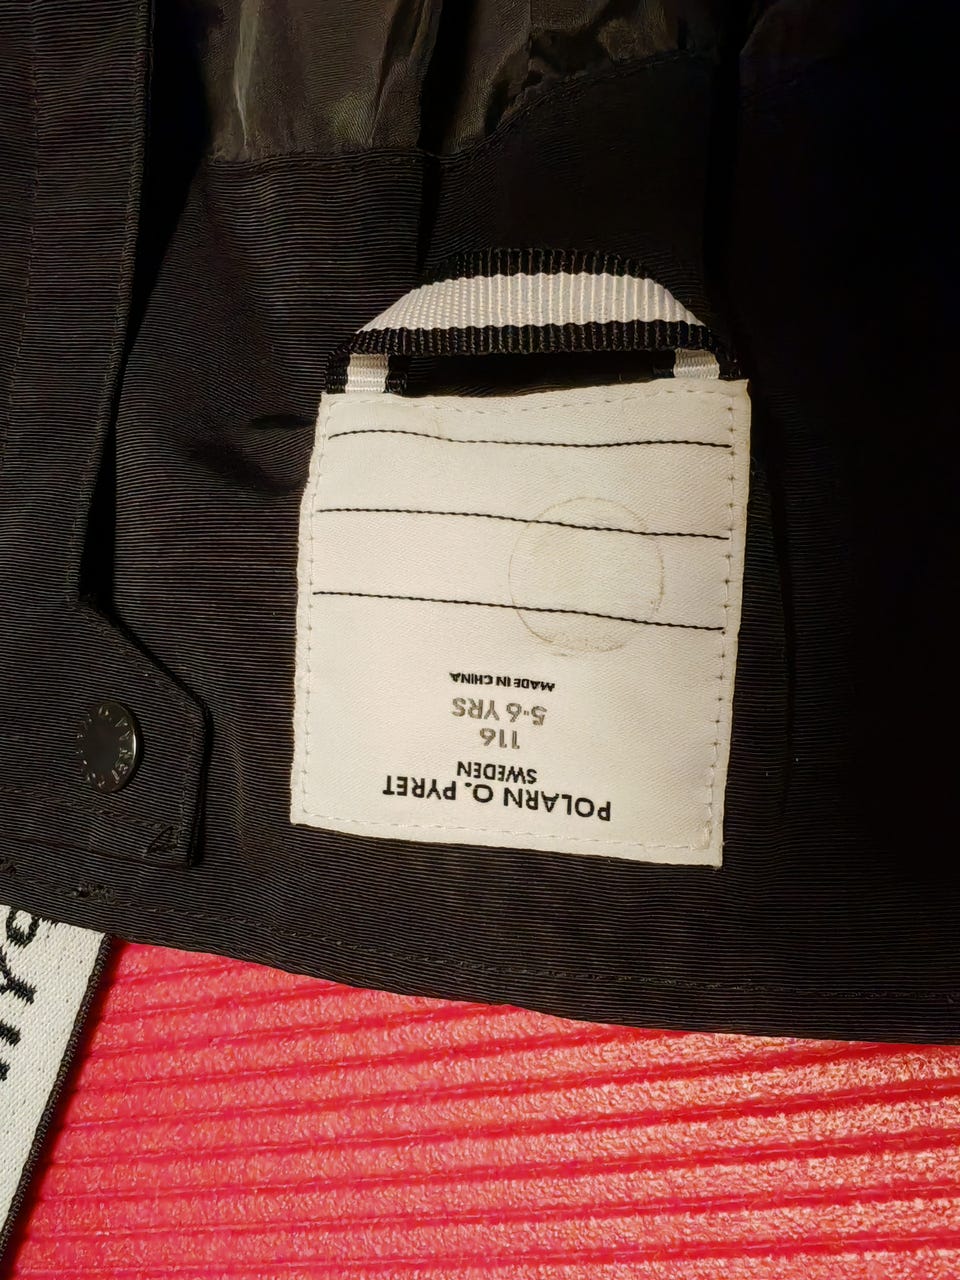 POLARN O. PYRET
SWEDEN
116
5-6 YRS
MADE IN CHINA